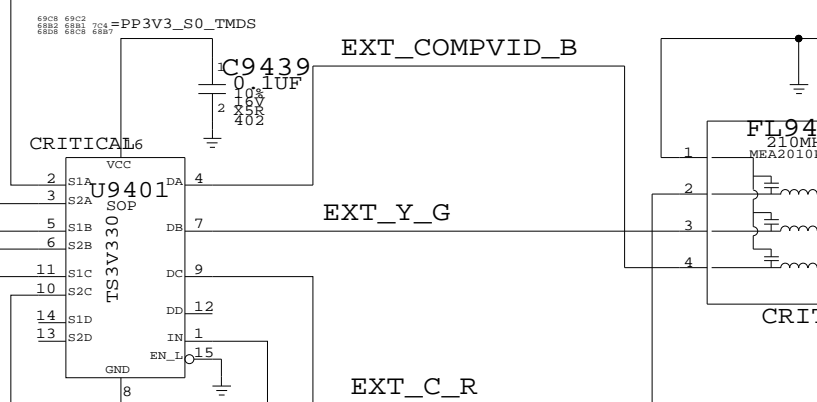 69C8 69C2
68B2 68B1 7C4 =PP3V3_S0_TMDS
68D8 68C8 68B7
EXT_COMPVID_B
1 C9439
0.1UF
10%
16V
2 X5R
402
CRITICAL 16
VCC
2 S1A DA 4
U9401
3 S2A SOP
EXT_Y_G
5 S1B DB 7
6 S2B
TS3V330
11 S1C DC 9
10 S2C
DD 12
14 S1D
13 S2D IN 1
EN_L 15
GND
8
EXT_C_R
FL94
210MH
MEA2010
1
2
3
4
CRIT